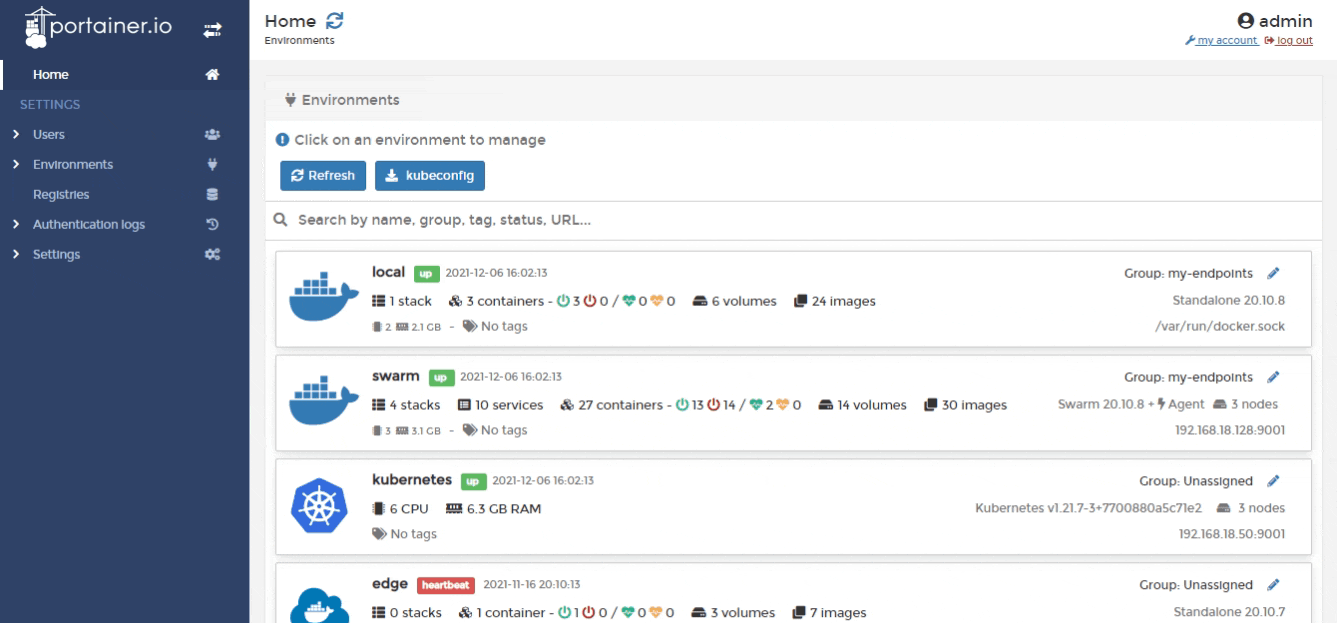 portainer.io
Home
SETTINGS
Users
Environments
Registries
Authentication logs
Settings
Home
Environments
admin
my account log out
Environments
Click on an environment to manage
Refresh kubeconfig
Search by name, group, tag, status, URL...
local up 2021-12-06 16:02:13 Group: my-endpoints
1 stack 3 containers - 3 0 / 0 0 6 volumes 24 images Standalone 20.10.8
2 2.1 GB - No tags /var/run/docker.sock
swarm up 2021-12-06 16:02:13 Group: my-endpoints
4 stacks 10 services 27 containers - 13 14 / 2 0 14 volumes 30 images Swarm 20.10.8 + Agent 3 nodes
3 3.1 GB - No tags 192.168.18.128:9001
kubernetes up 2021-12-06 16:02:13 Group: Unassigned
6 CPU 6.3 GB RAM Kubernetes v1.21.7-3+7700880a5c71e2 3 nodes
No tags 192.168.18.50:9001
edge heartbeat 2021-11-16 20:10:13 Group: Unassigned
0 stacks 1 container - 1 0 / 0 0 3 volumes 7 images Standalone 20.10.7